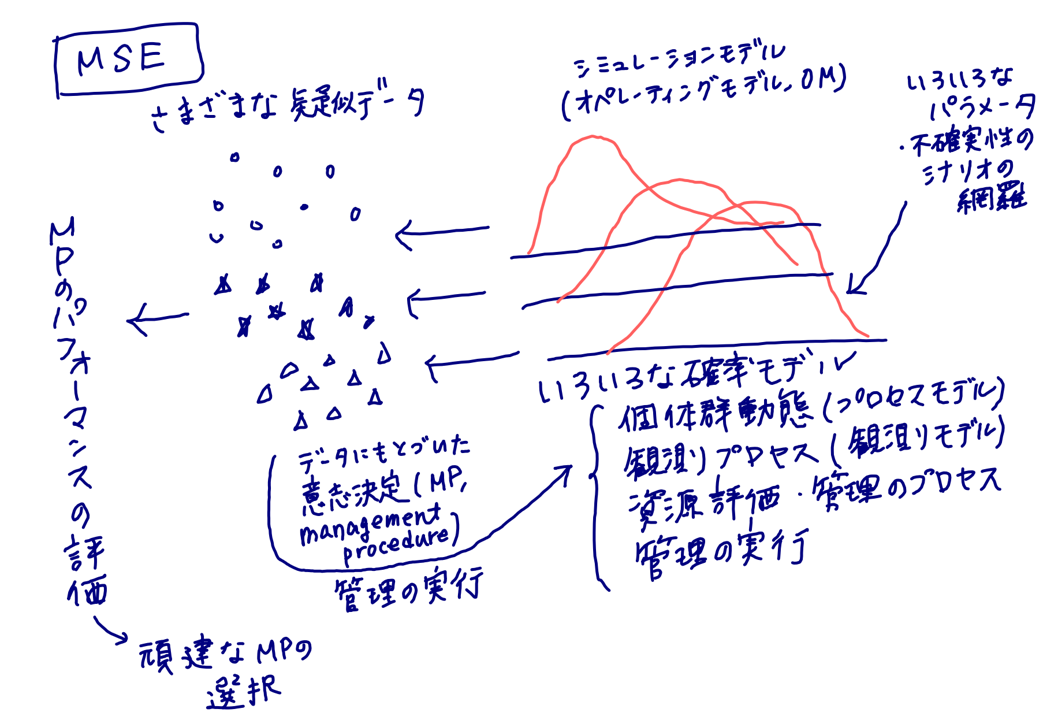 MSE
さまざまな疑似データ
シミュレーションモデル
(オペレーティングモデル, OM)
いろいろな
パラメータ
・不確実性の
シナリオの
網羅
MPのパフォーマンスの評価
いろいろな確率モデル
個体群動態(プロセスモデル)
観測りプロセス(観測りモデル)
資源評価・管理のプロセス
管理の実行
データにもとづいた
意志決定(MP,
management
procedure)
管理の実行
頑健なMPの
選択